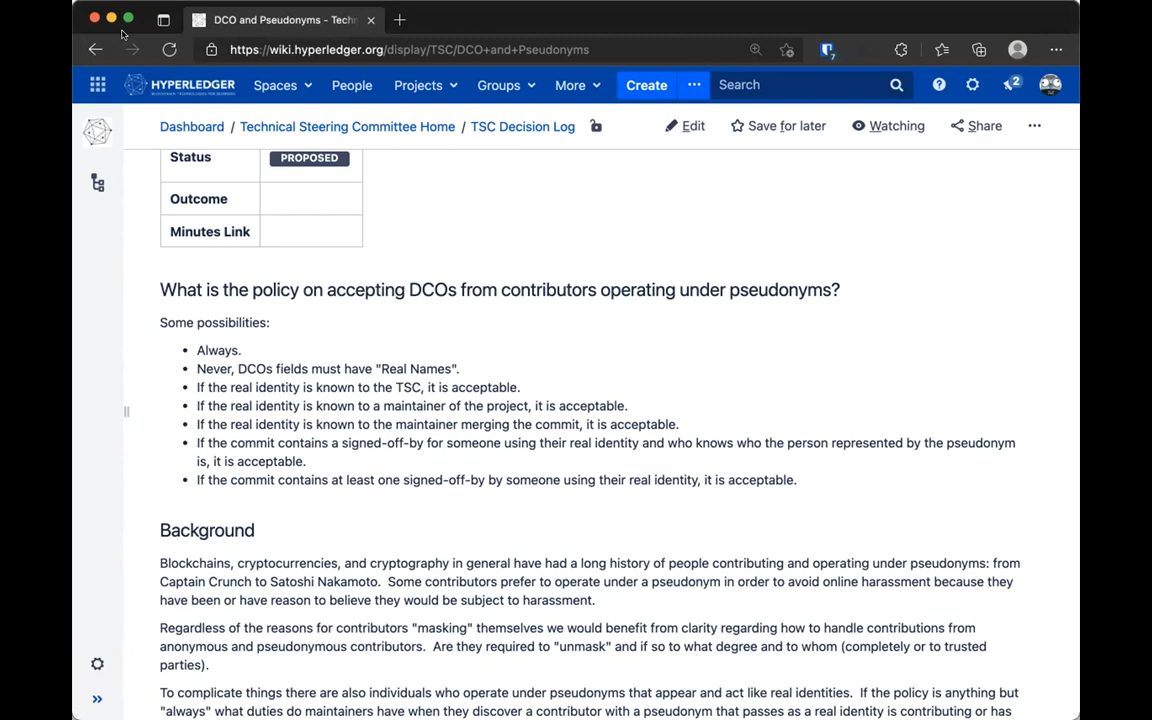 DCO and Pseudonyms - Techn
https://wiki.hyperledger.org/display/TSC/DCO+and+Pseudonyms
7
HYPERLEDGER
Spaces
People
Projects
Groups
More
Create
Search
2
Dashboard / Technical Steering Committee Home / TSC Decision Log
Edit
Save for later
Watching
Share
Status
PROPOSED
Outcome
Minutes Link
What is the policy on accepting DCOs from contributors operating under pseudonyms?
Some possibilities:
• Always.
• Never, DCOs fields must have "Real Names".
• If the real identity is known to the TSC, it is acceptable.
• If the real identity is known to a maintainer of the project, it is acceptable.
• If the real identity is known to the maintainer merging the commit, it is acceptable.
• If the commit contains a signed-off-by for someone using their real identity and who knows who the person represented by the pseudonym
is, it is acceptable.
• If the commit contains at least one signed-off-by by someone using their real identity, it is acceptable.
Background
Blockchains, cryptocurrencies, and cryptography in general have had a long history of people contributing and operating under pseudonyms: from
Captain Crunch to Satoshi Nakamoto. Some contributors prefer to operate under a pseudonym in order to avoid online harassment because they
have been or have reason to believe they would be subject to harassment.
Regardless of the reasons for contributors "masking" themselves we would benefit from clarity regarding how to handle contributions from
anonymous and pseudonymous contributors. Are they required to "unmask" and if so to what degree and to whom (completely or to trusted
parties).
To complicate things there are also individuals who operate under pseudonyms that appear and act like real identities. If the policy is anything but
"always" what duties do maintainers have when they discover a contributor with a pseudonym that passes as a real identity is contributing or has